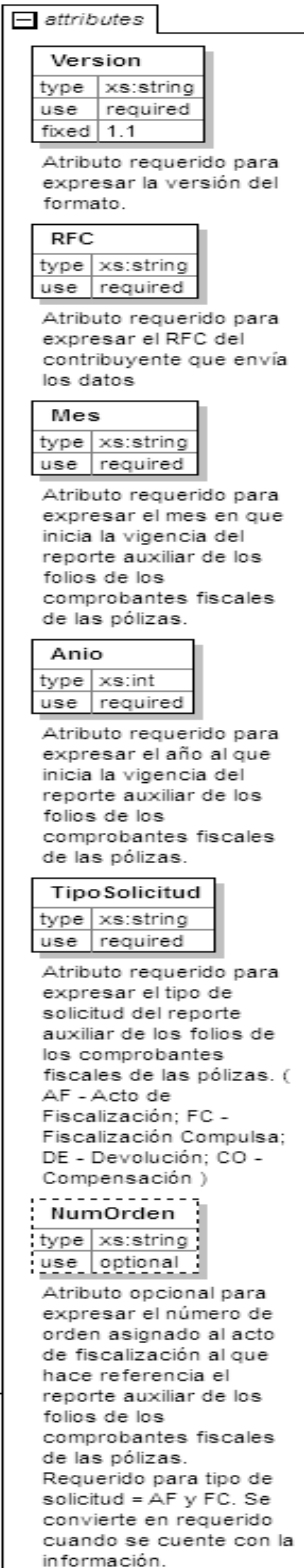 attributes
Version
type xs:string
use required
fixed 1.1
Atributo requerido para
expresar la versión del
formato.
RFC
type xs:string
use required
Atributo requerido para
expresar el RFC del
contribuyente que envía
los datos
Mes
type xs:string
use required
Atributo requerido para
expresar el mes en que
inicia la vigencia del
reporte auxiliar de los
folios de los
comprobantes fiscales
de las pólizas.
Anio
type xs:int
use required
Atributo requerido para
expresar el año al que
inicia la vigencia del
reporte auxiliar de los
folios de los
comprobantes fiscales
de las pólizas.
TipoSolicitud
type xs:string
use required
Atributo requerido para
expresar el tipo de
solicitud del reporte
auxiliar de los folios de
los comprobantes
fiscales de las pólizas. (
AF - Acto de
Fiscalización; FC -
Fiscalización Compulsa;
DE - Devolución; CO -
Compensación )
NumOrden
type xs:string
use optional
Atributo opcional para
expresar el número de
orden asignado al acto
de fiscalización al que
hace referencia el
reporte auxiliar de los
folios de los
comprobantes fiscales
de las pólizas.
Requerido para tipo de
solicitud = AF y FC. Se
convierte en requerido
cuando se cuente con la
información.